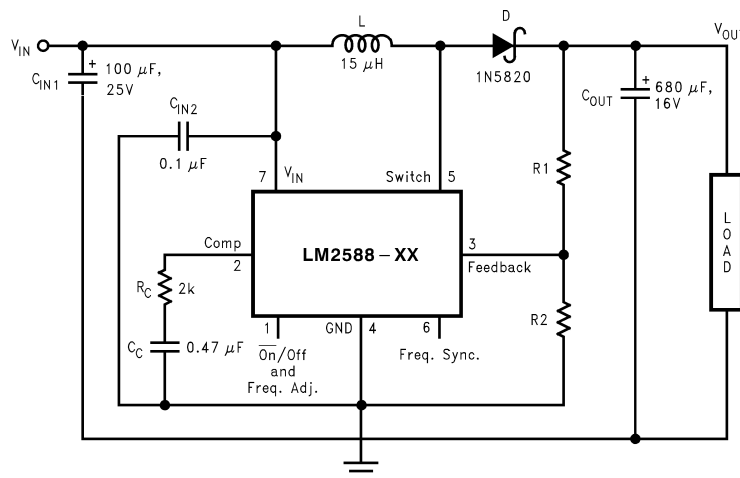 L
D
V_OUT
V_IN
15 μH
1N5820
C_IN1
+ 100 μF,
25V
C_IN2
0.1 μF
C_OUT
+ 680 μF,
16V
R1
7 V_IN
Switch 5
LOAD
Comp
2
LM2588-XX
3
Feedback
R_C 2k
R2
1
GND 4
6
C_C 0.47 μF
On/Off
and
Freq. Adj.
Freq. Sync.